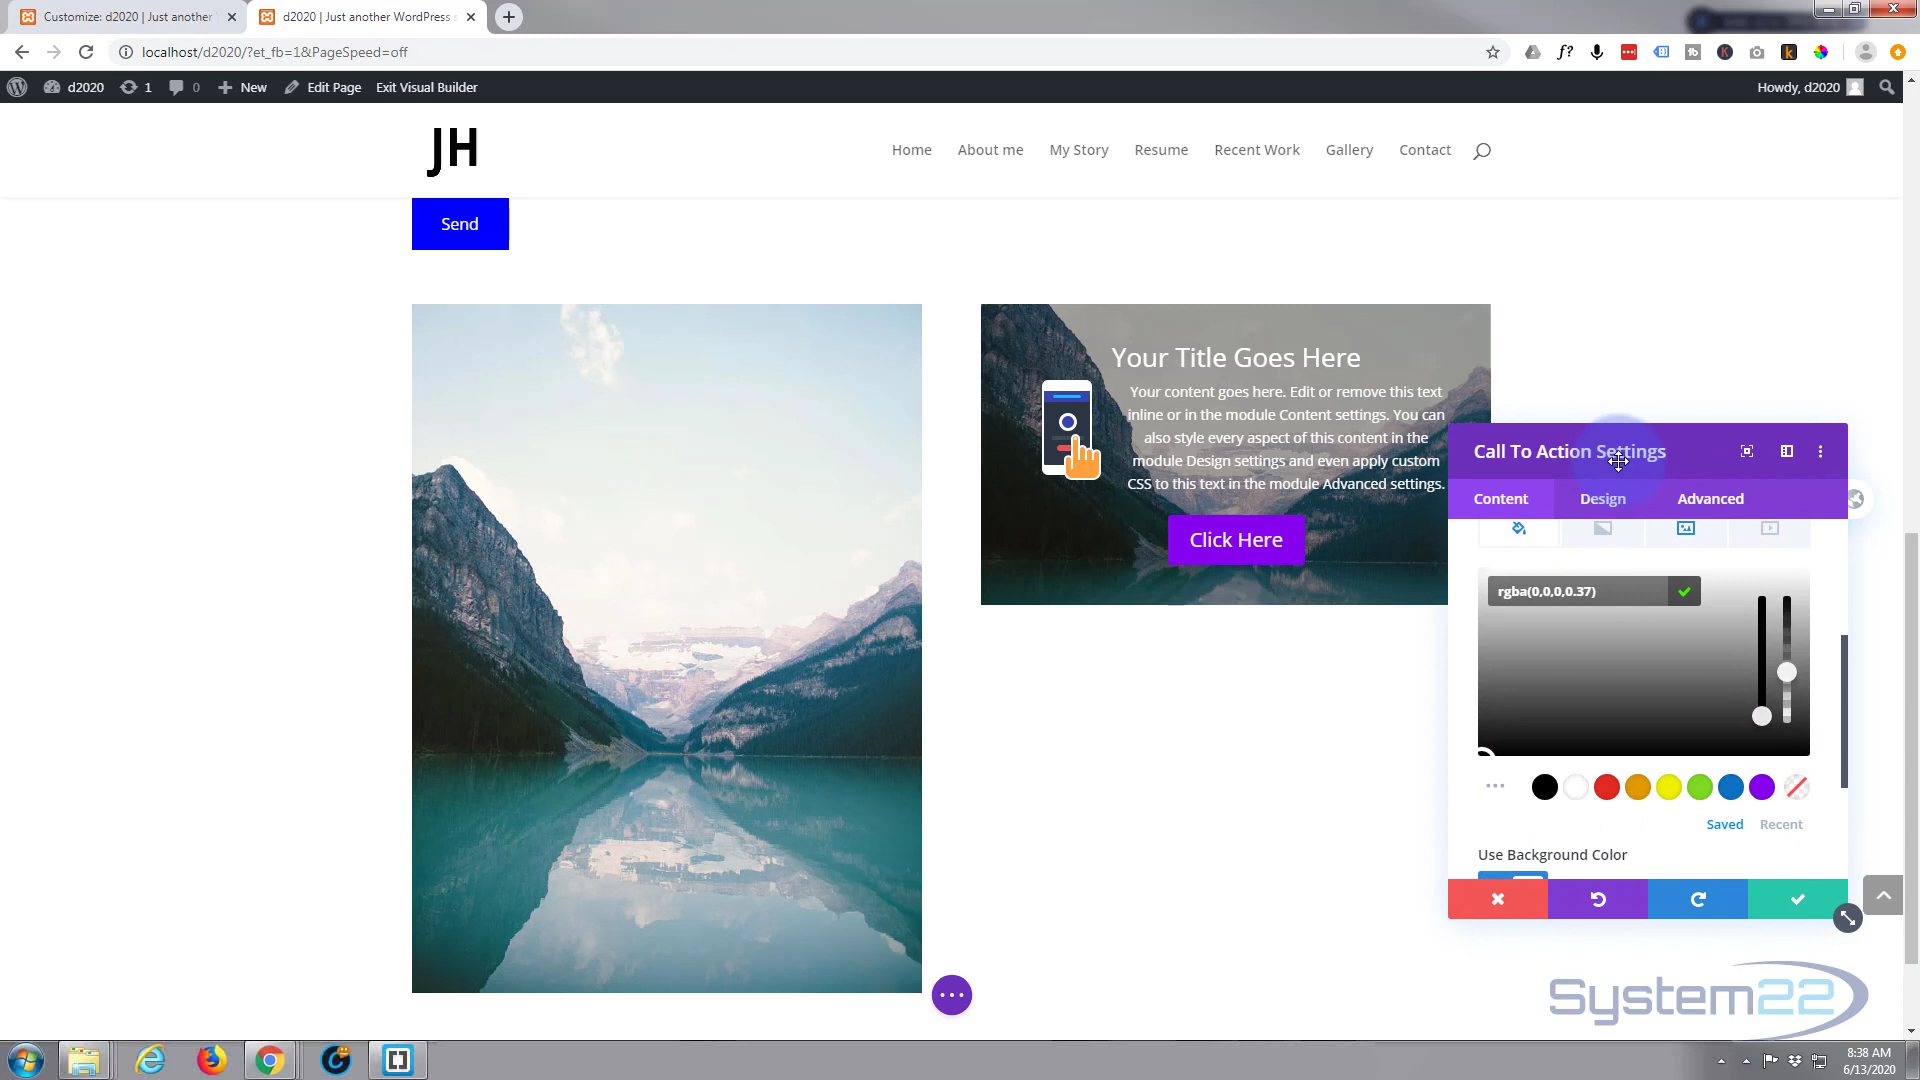 Customize: d2020 | Just another
d2020 | Just another WordPress s
localhost/d2020/?et_fb=1&PageSpeed=off
f?
d2020
1
0
New
Edit Page
Exit Visual Builder
Howdy, d2020
JH
Home
About me
My Story
Resume
Recent Work
Gallery
Contact
Send
Your Title Goes Here
Your content goes here. Edit or remove this text
inline or in the module Content settings. You can
also style every aspect of this content in the
module Design settings and even apply custom
CSS to this text in the module Advanced settings.
Click Here
Call To Action Settings
Content
Design
Advanced
rgba(0,0,0,0.37)
Saved
Recent
Use Background Color
System22
8:38 AM
6/13/2020